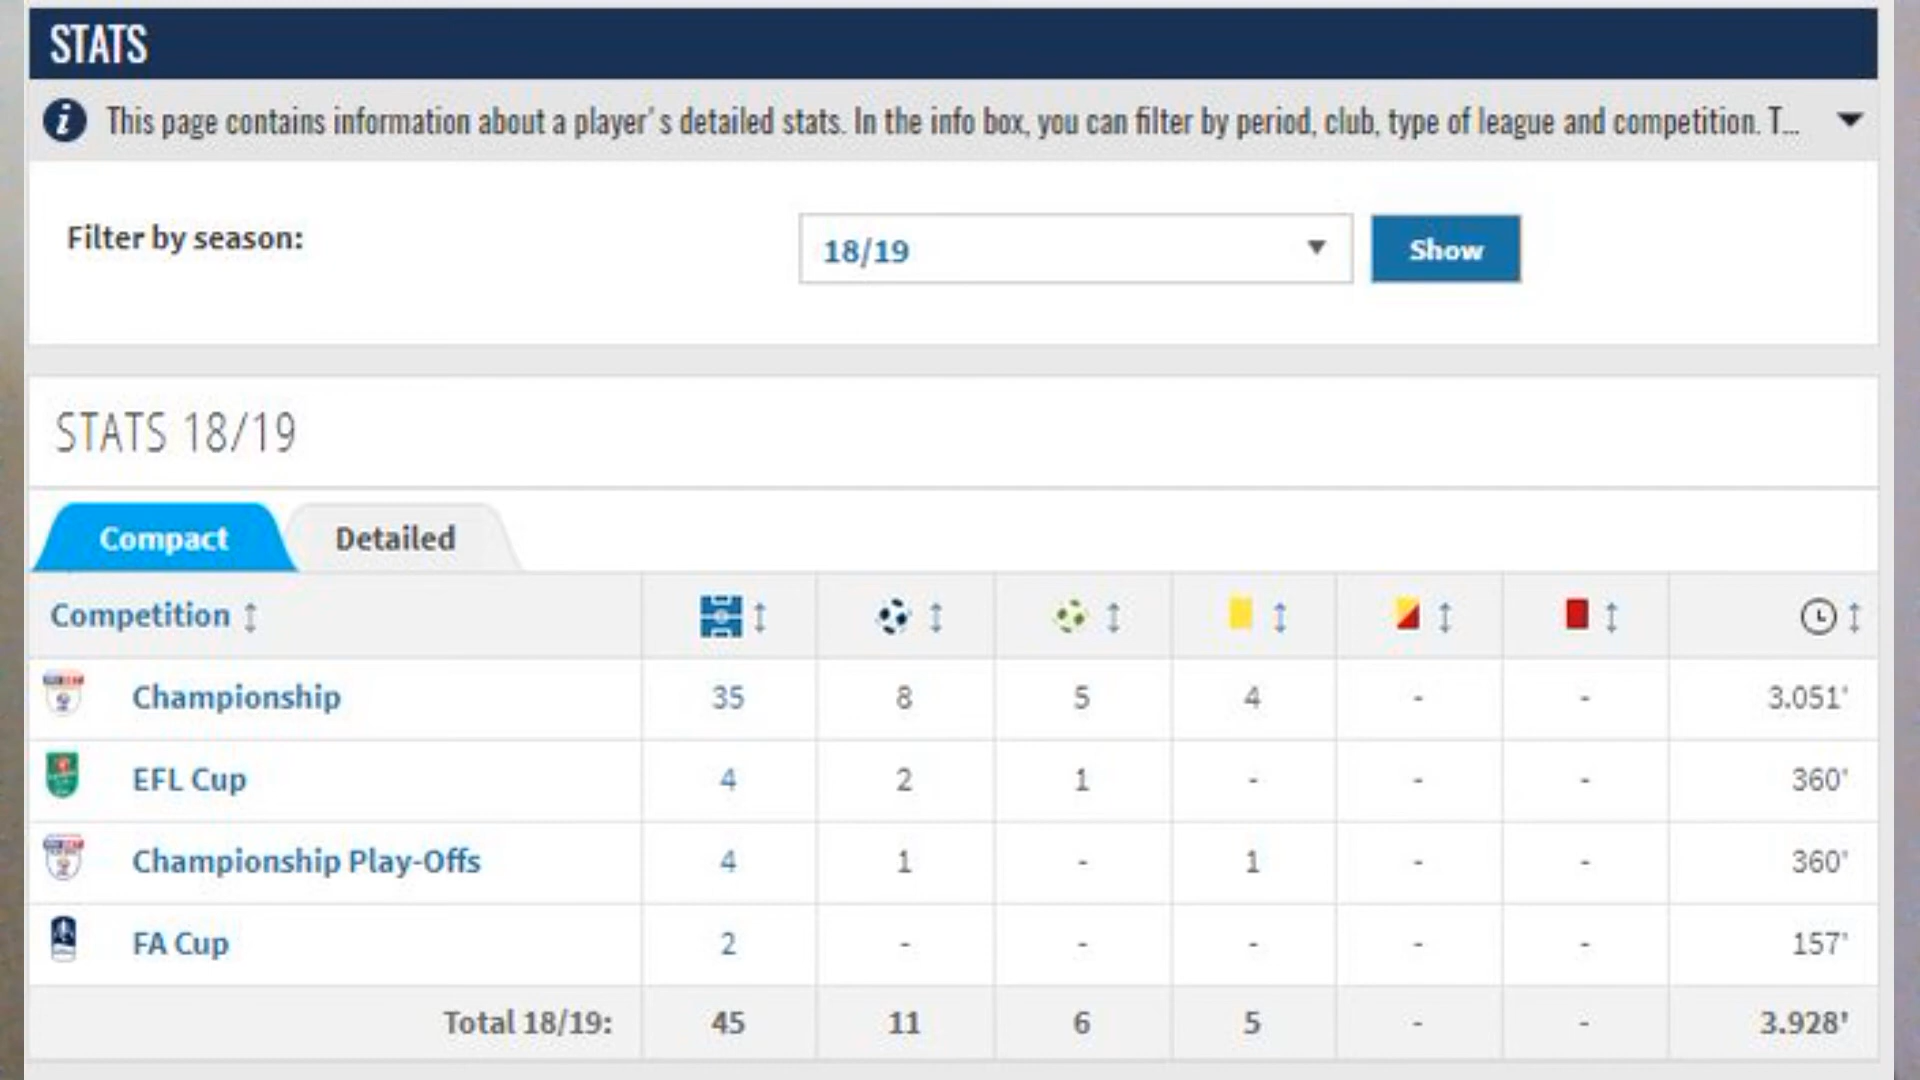 STATS
i This page contains information about a player's detailed stats. In the info box, you can filter by period, club, type of league and competition. T...
Filter by season: 18/19 Show
STATS 18/19
Compact Detailed
Competition
Championship 35 8 5 4 - - 3.051'
EFL Cup 4 2 1 - - - 360'
Championship Play-Offs 4 1 - 1 - - 360'
FA Cup 2 - - - - - 157'
Total 18/19: 45 11 6 5 - - 3.928'